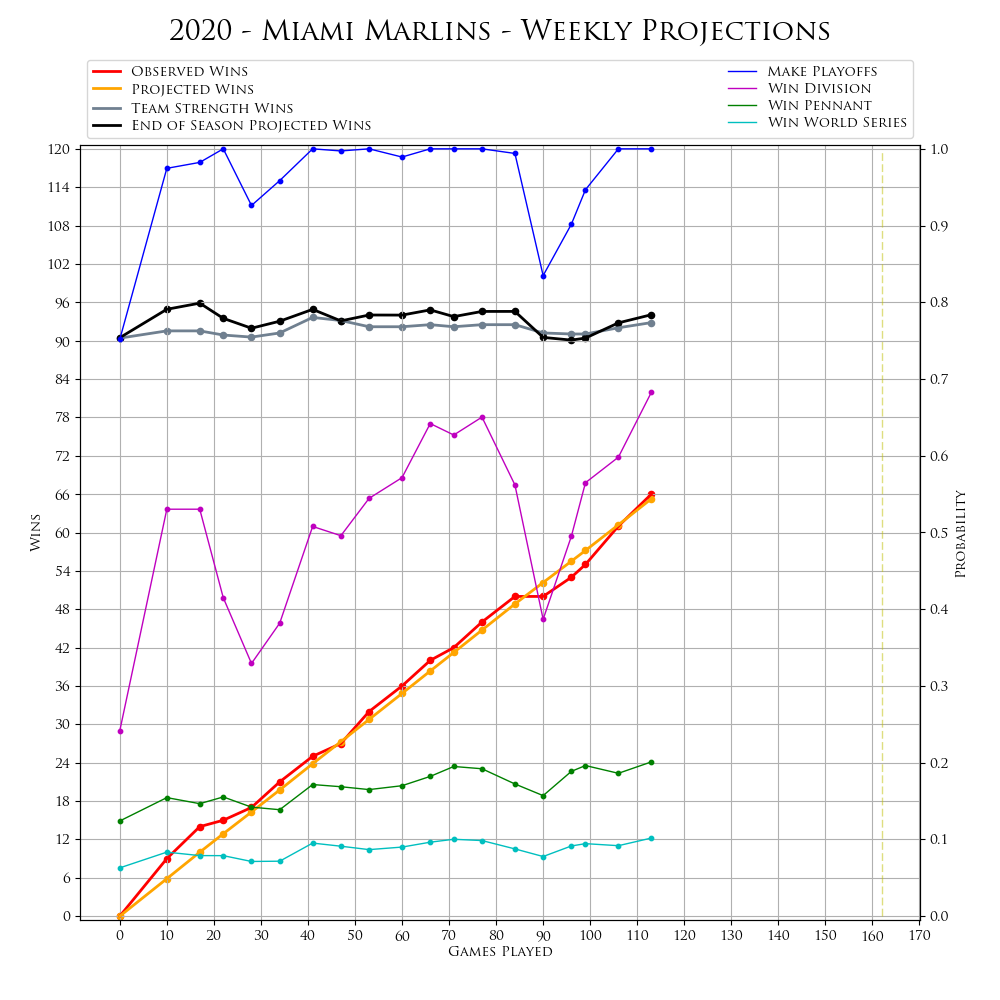 2020 - Miami Marlins - Weekly Projections
Observed Wins
Projected Wins
Team Strength Wins
End of Season Projected Wins
Make Playoffs
Win Division
Win Pennant
Win World Series
120
114
108
102
96
90
84
78
72
66
60
54
48
42
36
30
24
18
12
6
0
Wins
1.0
0.9
0.8
0.7
0.6
0.5
0.4
0.3
0.2
0.1
0.0
Probability
0 10 20 30 40 50 60 70 80 90 100 110 120 130 140 150 160 170
Games Played